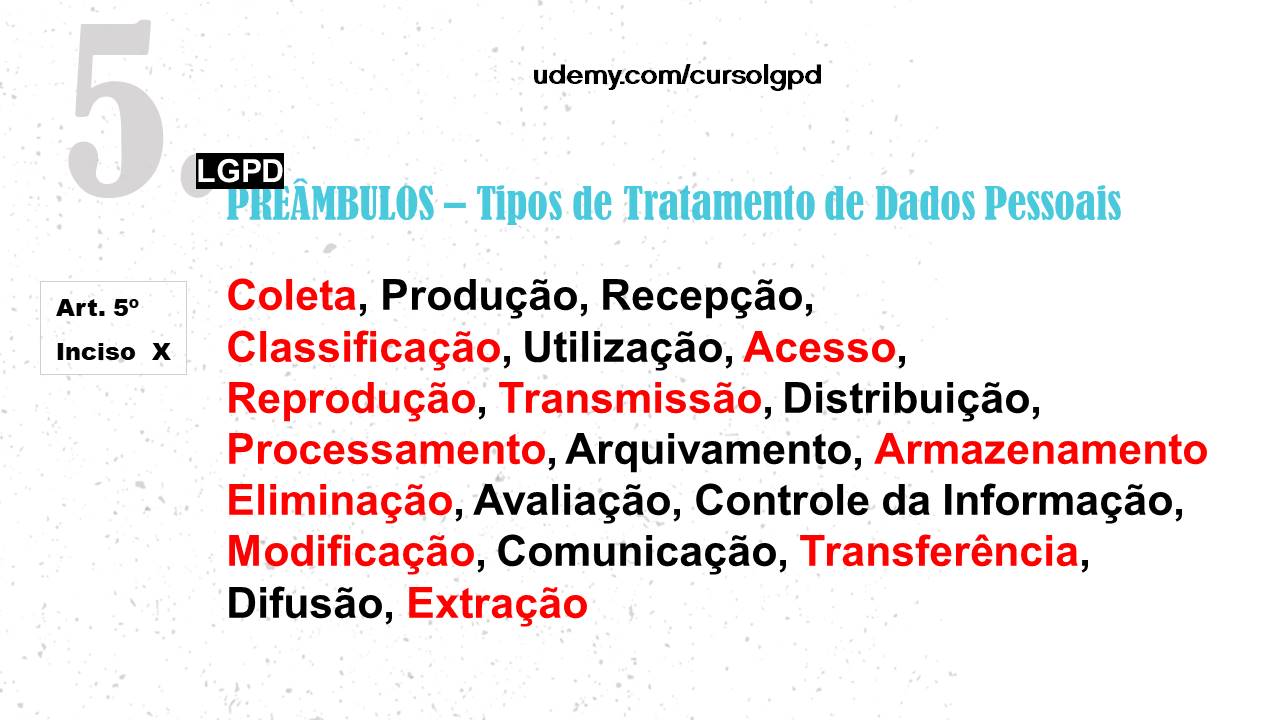 5.
udemy.com/cursolgpd
LGPD
PREÂMBULOS – Tipos de Tratamento de Dados Pessoais
Art. 5º
Inciso X
Coleta, Produção, Recepção,
Classificação, Utilização, Acesso,
Reprodução, Transmissão, Distribuição,
Processamento, Arquivamento, Armazenamento
Eliminação, Avaliação, Controle da Informação,
Modificação, Comunicação, Transferência,
Difusão, Extração